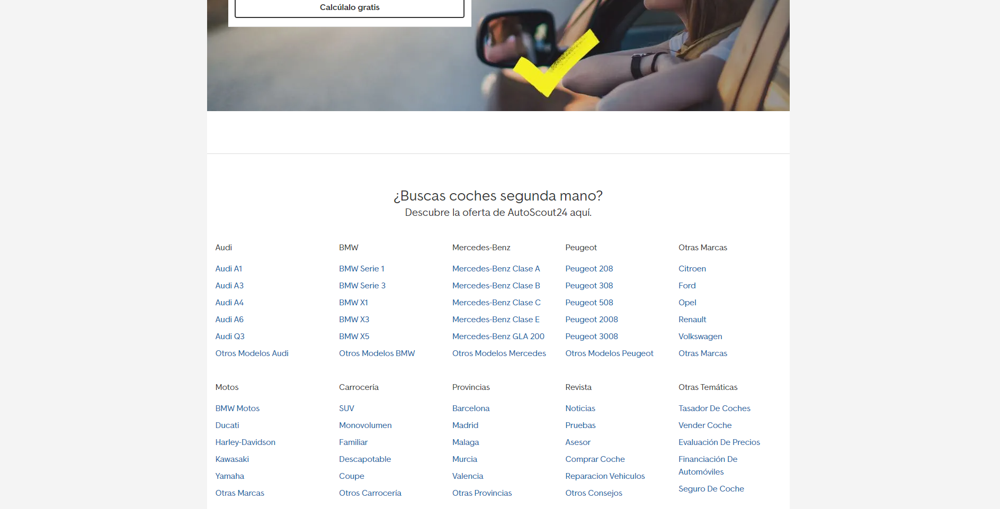 Calcúlalo gratis
¿Buscas coches segunda mano?
Descubre la oferta de AutoScout24 aquí.
Audi
Audi A1
Audi A3
Audi A4
Audi A6
Audi Q3
Otros Modelos Audi
BMW
BMW Serie 1
BMW Serie 3
BMW X1
BMW X3
BMW X5
Otros Modelos BMW
Mercedes-Benz
Mercedes-Benz Clase A
Mercedes-Benz Clase B
Mercedes-Benz Clase C
Mercedes-Benz Clase E
Mercedes-Benz GLA 200
Otros Modelos Mercedes
Peugeot
Peugeot 208
Peugeot 308
Peugeot 508
Peugeot 2008
Peugeot 3008
Otros Modelos Peugeot
Otras Marcas
Citroen
Ford
Opel
Renault
Volkswagen
Otras Marcas
Motos
BMW Motos
Ducati
Harley-Davidson
Kawasaki
Yamaha
Otras Marcas
Carrocería
SUV
Monovolumen
Familiar
Descapotable
Coupe
Otros Carrocería
Provincias
Barcelona
Madrid
Malaga
Murcia
Valencia
Otras Provincias
Revista
Noticias
Pruebas
Asesor
Comprar Coche
Reparacion Vehiculos
Otros Consejos
Otras Temáticas
Tasador De Coches
Vender Coche
Evaluación De Precios
Financiación De
Automóviles
Seguro De Coche